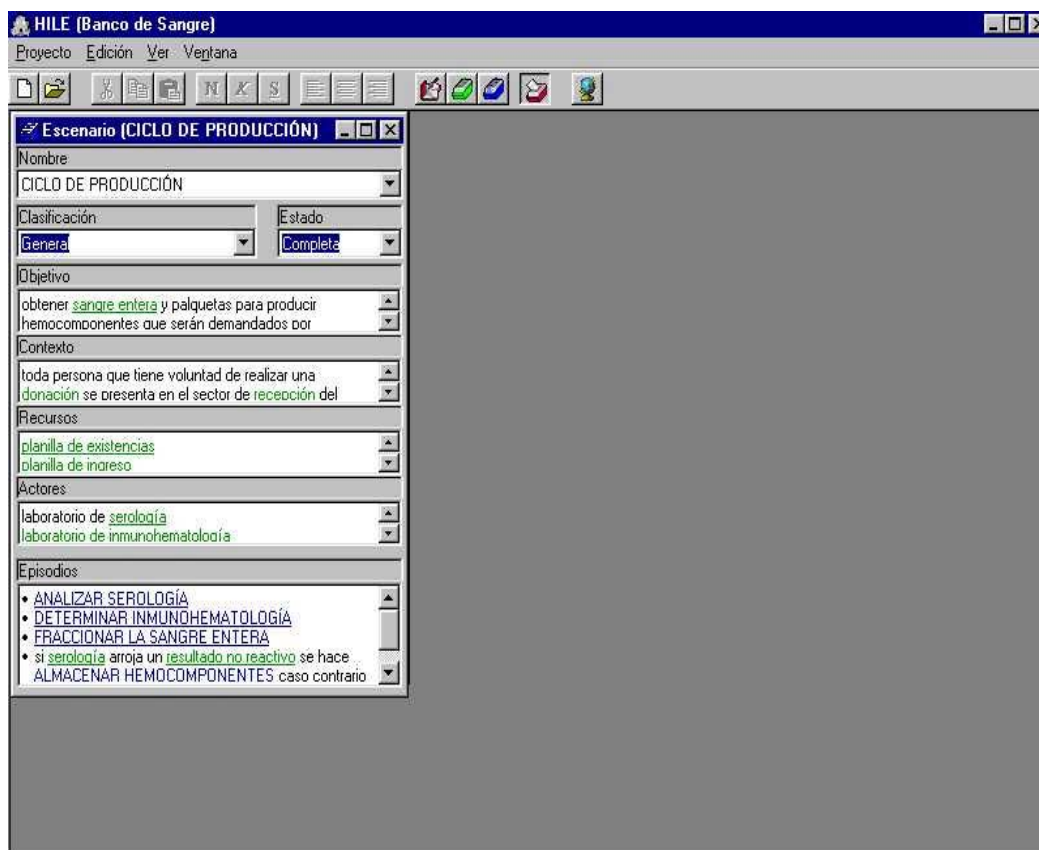 HILE (Banco de Sangre)
Proyecto Edición Ver Ventana
N K S
Escenario (CICLO DE PRODUCCIÓN)
Nombre
CICLO DE PRODUCCIÓN
Clasificación Estado
General Completa
Objetivo
obtener sangre entera y palquetas para producir
hemocomponentes que serán demandados por
Contexto
toda persona que tiene voluntad de realizar una
donación se presenta en el sector de recepción del
Recursos
planilla de existencias
planilla de ingreso
Actores
laboratorio de serología
laboratorio de inmunohematología
Episodios
• ANALIZAR SEROLOGÍA
• DETERMINAR INMUNOHEMATOLOGÍA
• FRACCIONAR LA SANGRE ENTERA
• si serología arroja un resultado no reactivo se hace
ALMACENAR HEMOCOMPONENTES caso contrario